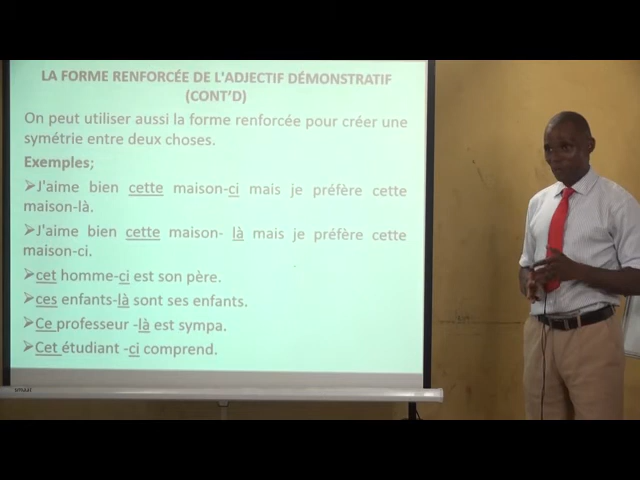 LA FORME RENFORCÉE DE L'ADJECTIF DÉMONSTRATIF
(CONT'D)
On peut utiliser aussi la forme renforcée pour créer une
symétrie entre deux choses.
Exemples;
➢J'aime bien cette maison-ci mais je préfère cette
maison-là.
➢J'aime bien cette maison- là mais je préfère cette
maison-ci.
➢cet homme-ci est son père.
➢ces enfants-là sont ses enfants.
➢Ce professeur -là est sympa.
➢Cet étudiant -ci comprend.